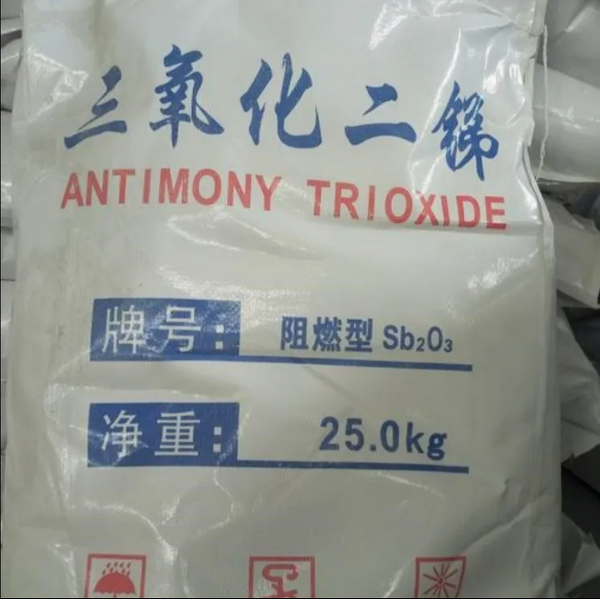 三氧化二锑
ANTIMONY TRIOXIDE
牌号: 阻燃型 Sb₂O₃
净重: 25.0kg